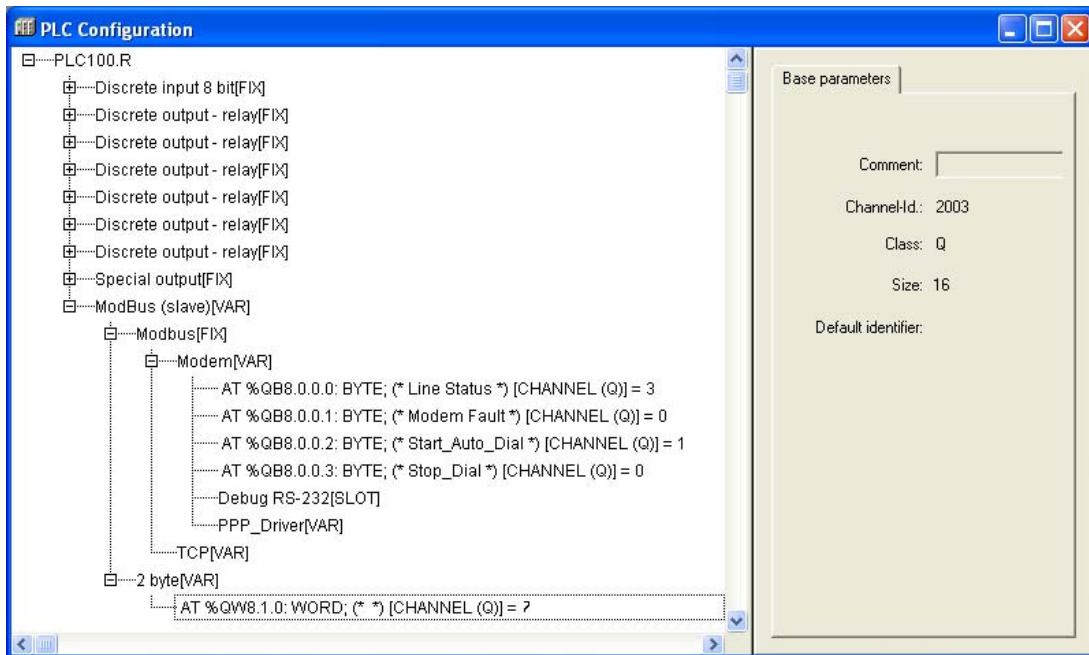 PLC Configuration
PLC100.R
Discrete input 8 bit[FIX]
Discrete output - relay[FIX]
Discrete output - relay[FIX]
Discrete output - relay[FIX]
Discrete output - relay[FIX]
Discrete output - relay[FIX]
Discrete output - relay[FIX]
Special output[FIX]
ModBus (slave)[VAR]
Modbus[FIX]
Modem[VAR]
AT %QB8.0.0.0: BYTE; (* Line Status *) [CHANNEL (Q)] = 3
AT %QB8.0.0.1: BYTE; (* Modem Fault *) [CHANNEL (Q)] = 0
AT %QB8.0.0.2: BYTE; (* Start_Auto_Dial *) [CHANNEL (Q)] = 1
AT %QB8.0.0.3: BYTE; (* Stop_Dial *) [CHANNEL (Q)] = 0
Debug RS-232[SLOT]
PPP_Driver[VAR]
TCP[VAR]
2 byte[VAR]
AT %QW8.1.0: WORD; (* *) [CHANNEL (Q)] = 7
Base parameters
Comment:
Channel-Id.: 2003
Class: Q
Size: 16
Default identifier: